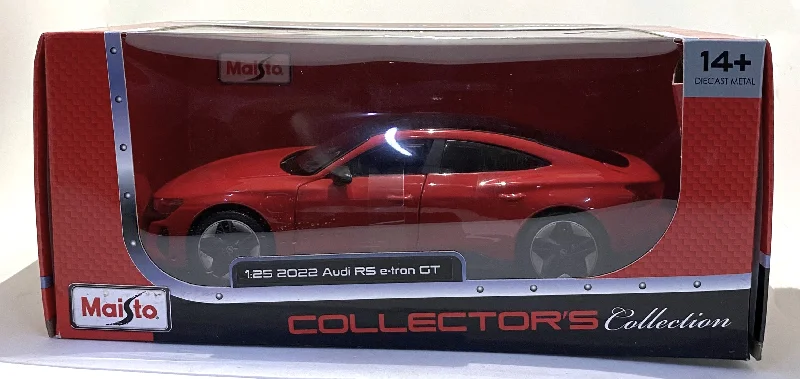 Maisto
14+
DIECAST METAL
1:25 2022 Audi RS e-tron GT
Maisto
COLLECTOR'S Collection